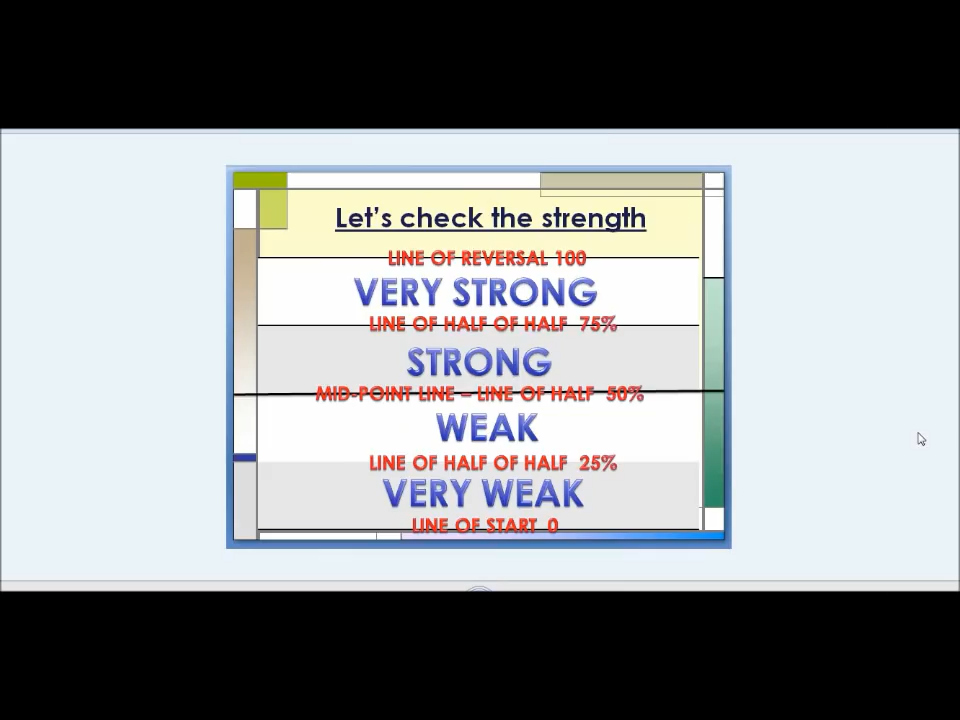 Let's check the strength
LINE OF REVERSAL 100
VERY STRONG
LINE OF HALF OF HALF 75%
STRONG
MID-POINT LINE – LINE OF HALF 50%
WEAK
LINE OF HALF OF HALF 25%
VERY WEAK
LINE OF START 0